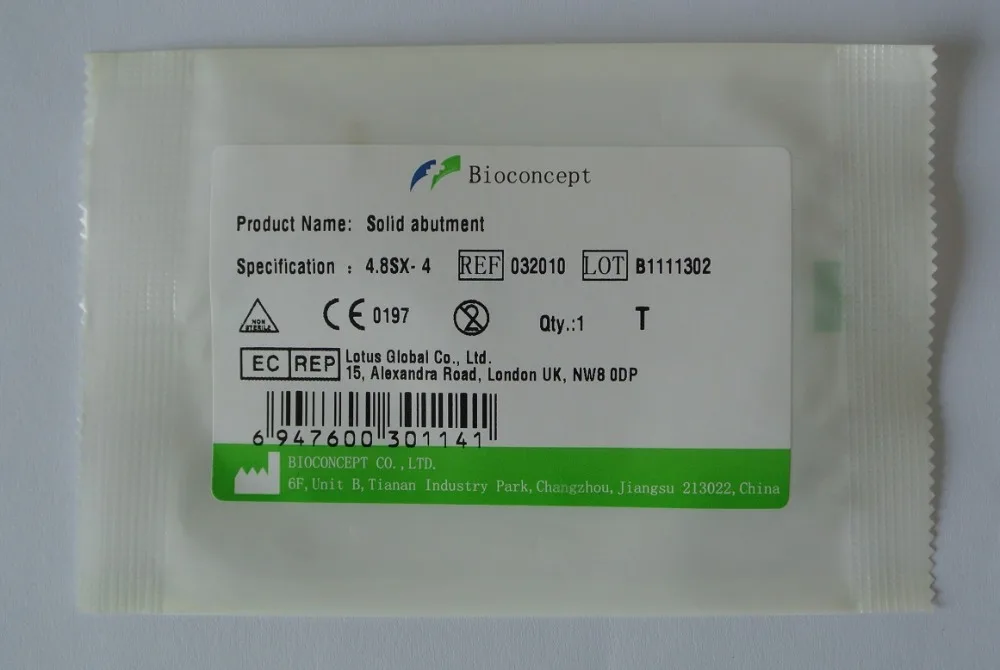 Bioconcept
Product Name: Solid abutment
Specification : 4.8SX- 4 REF 032010 LOT B1111302
NON STERILE CE 0197 2 Qty.:1 T
EC REP Lotus Global Co., Ltd.
15, Alexandra Road, London UK, NW8 0DP
6 947600 301141
BIOCONCEPT CO.,LTD.
6F,Unit B,Tianan Industry Park,Changzhou,Jiangsu 213022,China